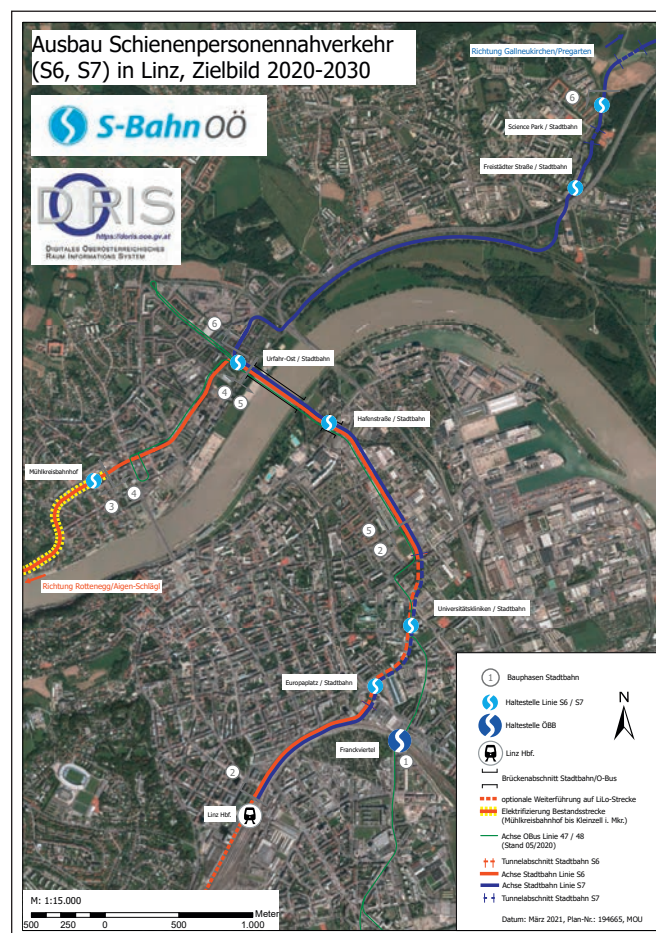 Ausbau Schienenpersonennahverkehr
(S6, S7) in Linz, Zielbild 2020-2030
S-Bahn OÖ
DORIS
https://doris.ooe.gv.at
DIGITALES OBERÖSTERREICHISCHES
RAUM INFORMATIONS SYSTEM
Richtung Gallneukirchen/Pregarten
6
Science Park / Stadtbahn
Freistädter Straße / Stadtbahn
6
Urfahr-Ost / Stadtbahn
4
5
Hafenstraße / Stadtbahn
Mühlkreisbahnhof
3
4
5
2
Richtung Rottenegg/Aigen-Schlägl
Universitätskliniken / Stadtbahn
Europaplatz / Stadtbahn
Franckviertel
1
2
Linz Hbf.
1 Bauphasen Stadtbahn
Haltestelle Linie S6 / S7
Haltestelle ÖBB
Linz Hbf.
N
Brückenabschnitt Stadtbahn/O-Bus
optionale Weiterführung auf LiLo-Strecke
Elektrifizierung Bestandsstrecke
(Mühlkreisbahnhof bis Kleinzell i. Mkr.)
Achse OBus Linie 47 / 48
(Stand 05/2020)
Tunnelabschnitt Stadtbahn S6
Achse Stadtbahn Linie S6
Achse Stadtbahn Linie S7
Tunnelabschnitt Stadtbahn S7
Datum: März 2021, Plan-Nr.: 194665, MOU
M: 1:15.000
500 250 0 500 1.000 Meter